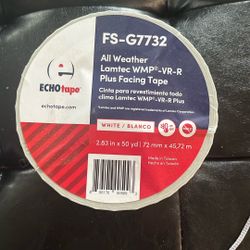 FS-G7732
All Weather
Lamtec WMP®-VR-R
Plus Facing Tape
Cinta para revestimiento todo
clima Lamtec WMP®-VR-R Plus
ECHOtape®
echotape.com
WHITE / BLANCO
2.83 in x 50 yd | 72 mm x 45,72 m
Made in Taiwan
Hecho en Taiwán